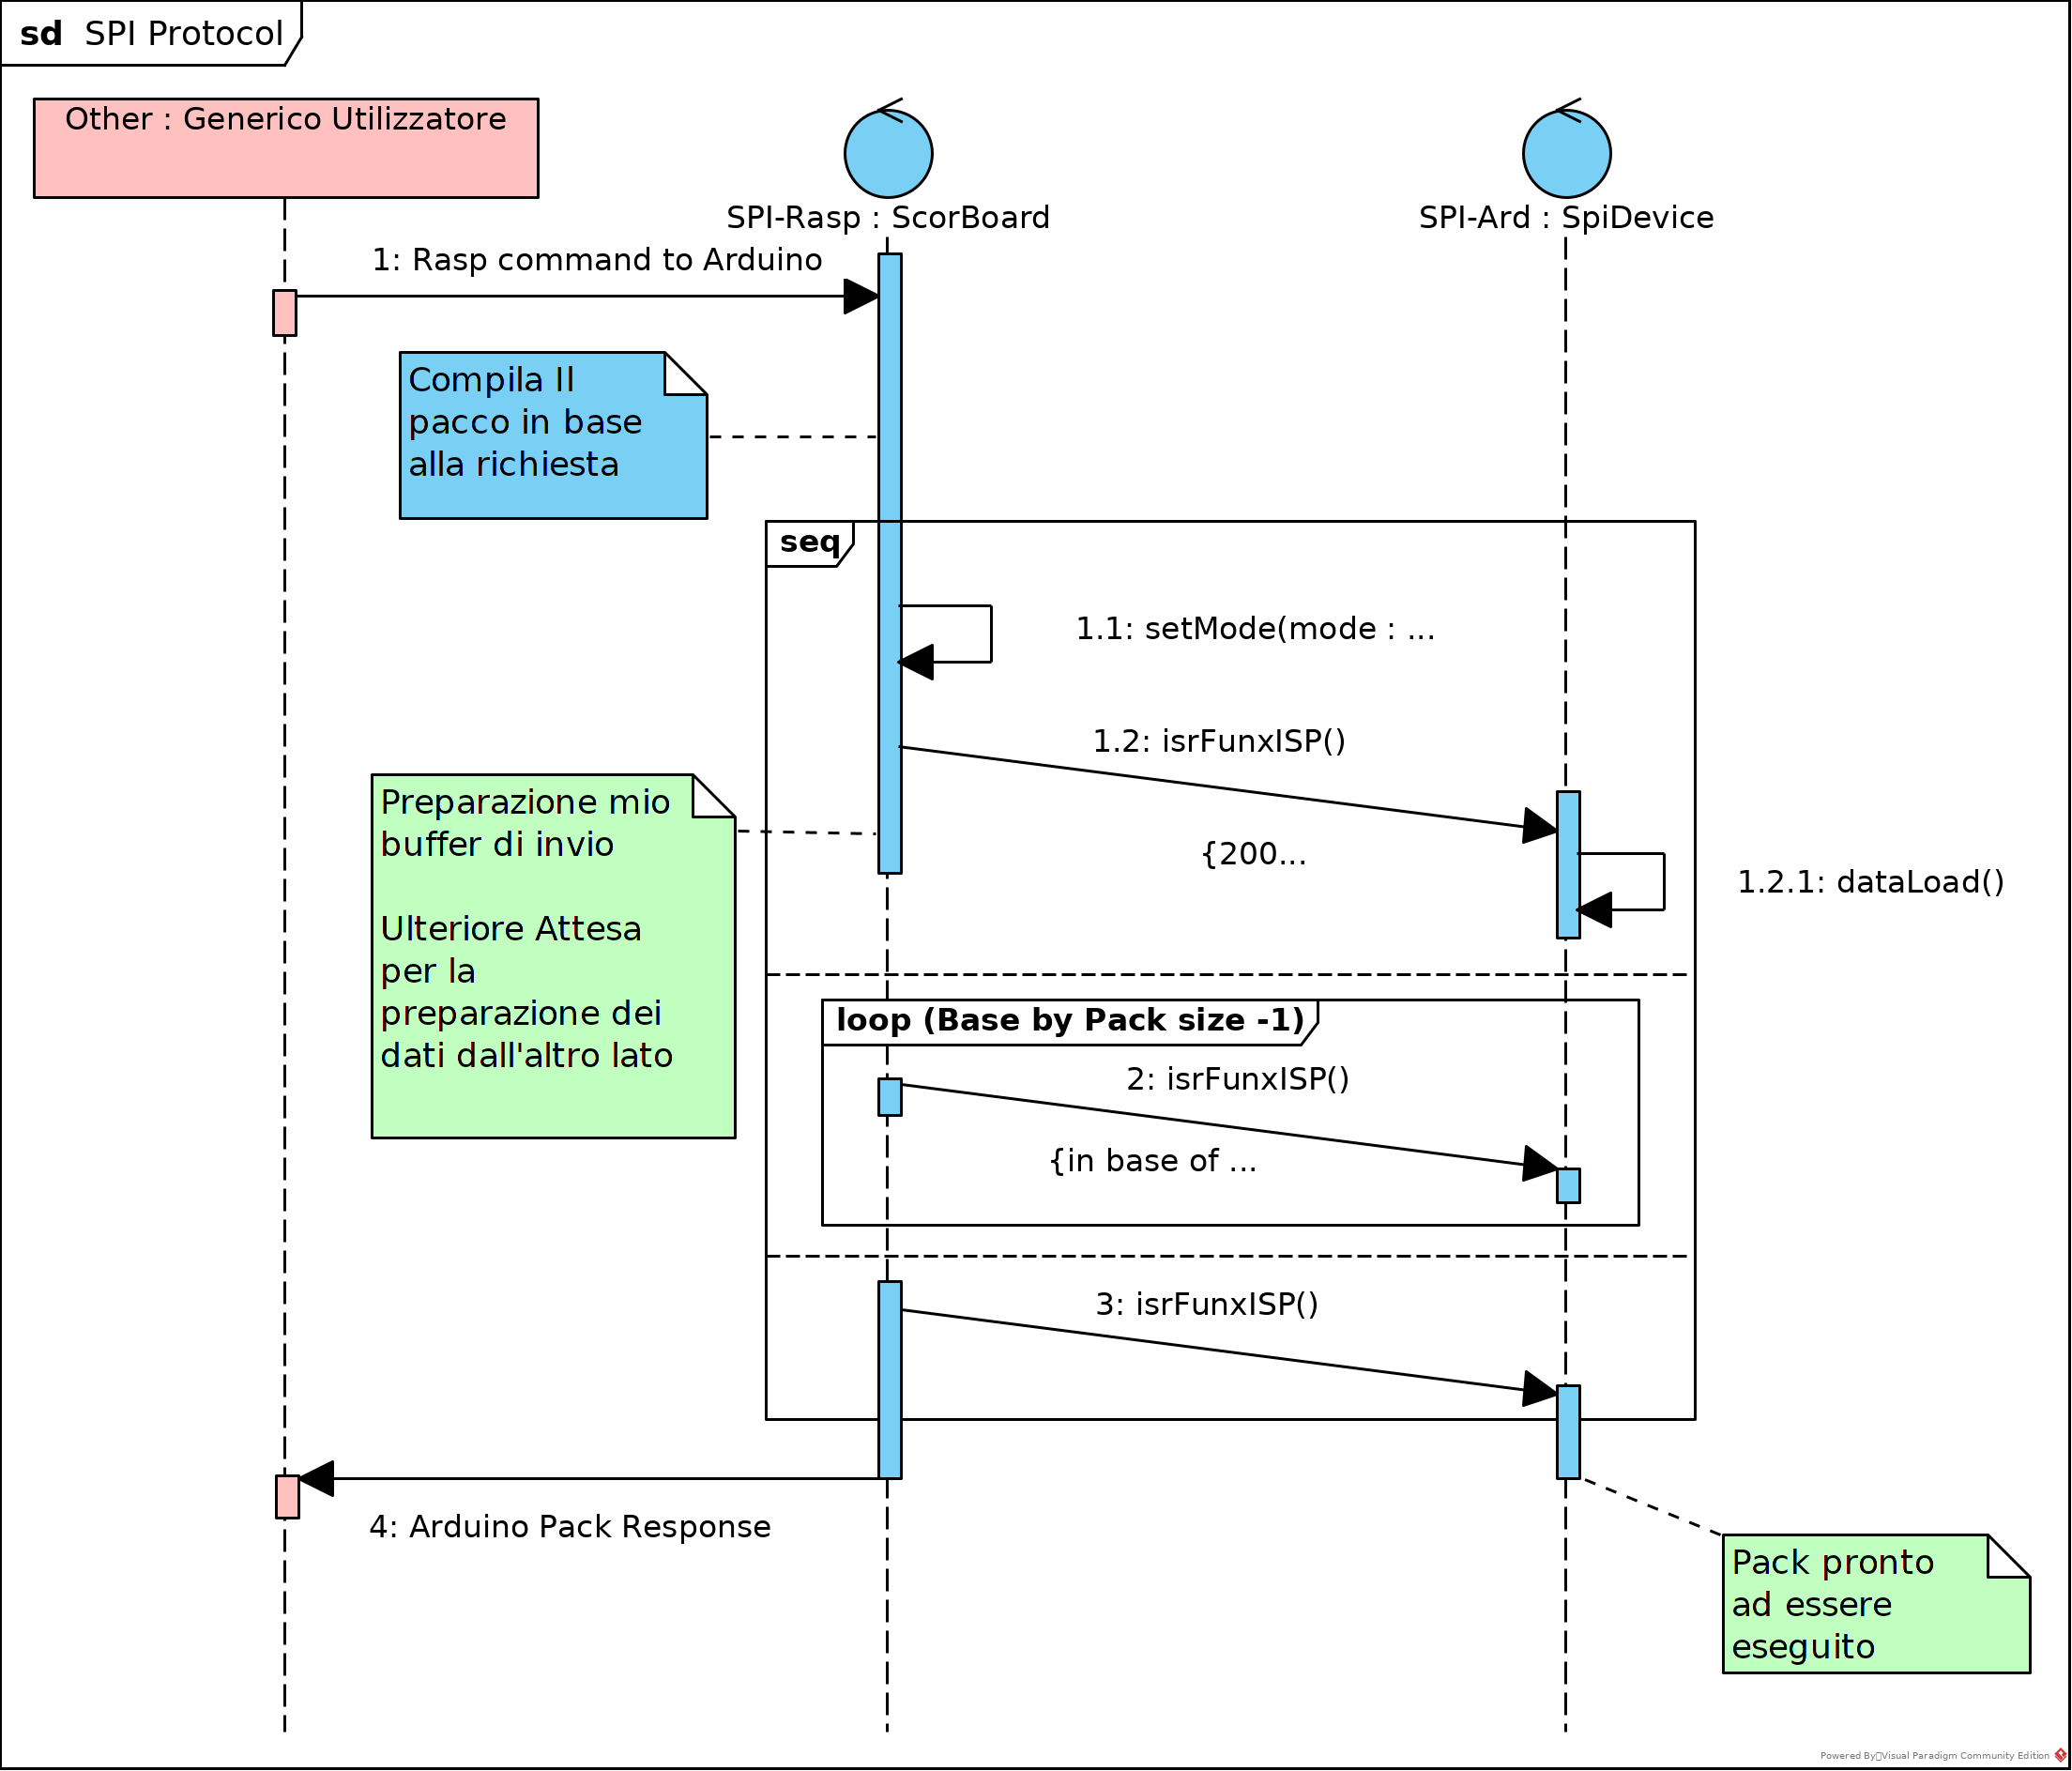 sd SPI Protocol
Other : Generico Utilizzatore
SPI-Rasp : ScorBoard
SPI-Ard : SpiDevice
1: Rasp command to Arduino
Compila Il
pacco in base
alla richiesta
seq
1.1: setMode(mode : ...
1.2: isrFunxISP()
Preparazione mio
buffer di invio
Ulteriore Attesa
per la
preparazione dei
dati dall'altro lato
{200...
1.2.1: dataLoad()
loop (Base by Pack size -1)
2: isrFunxISP()
{in base of ...
3: isrFunxISP()
4: Arduino Pack Response
Pack pronto
ad essere
eseguito
Powered By Visual Paradigm Community Edition